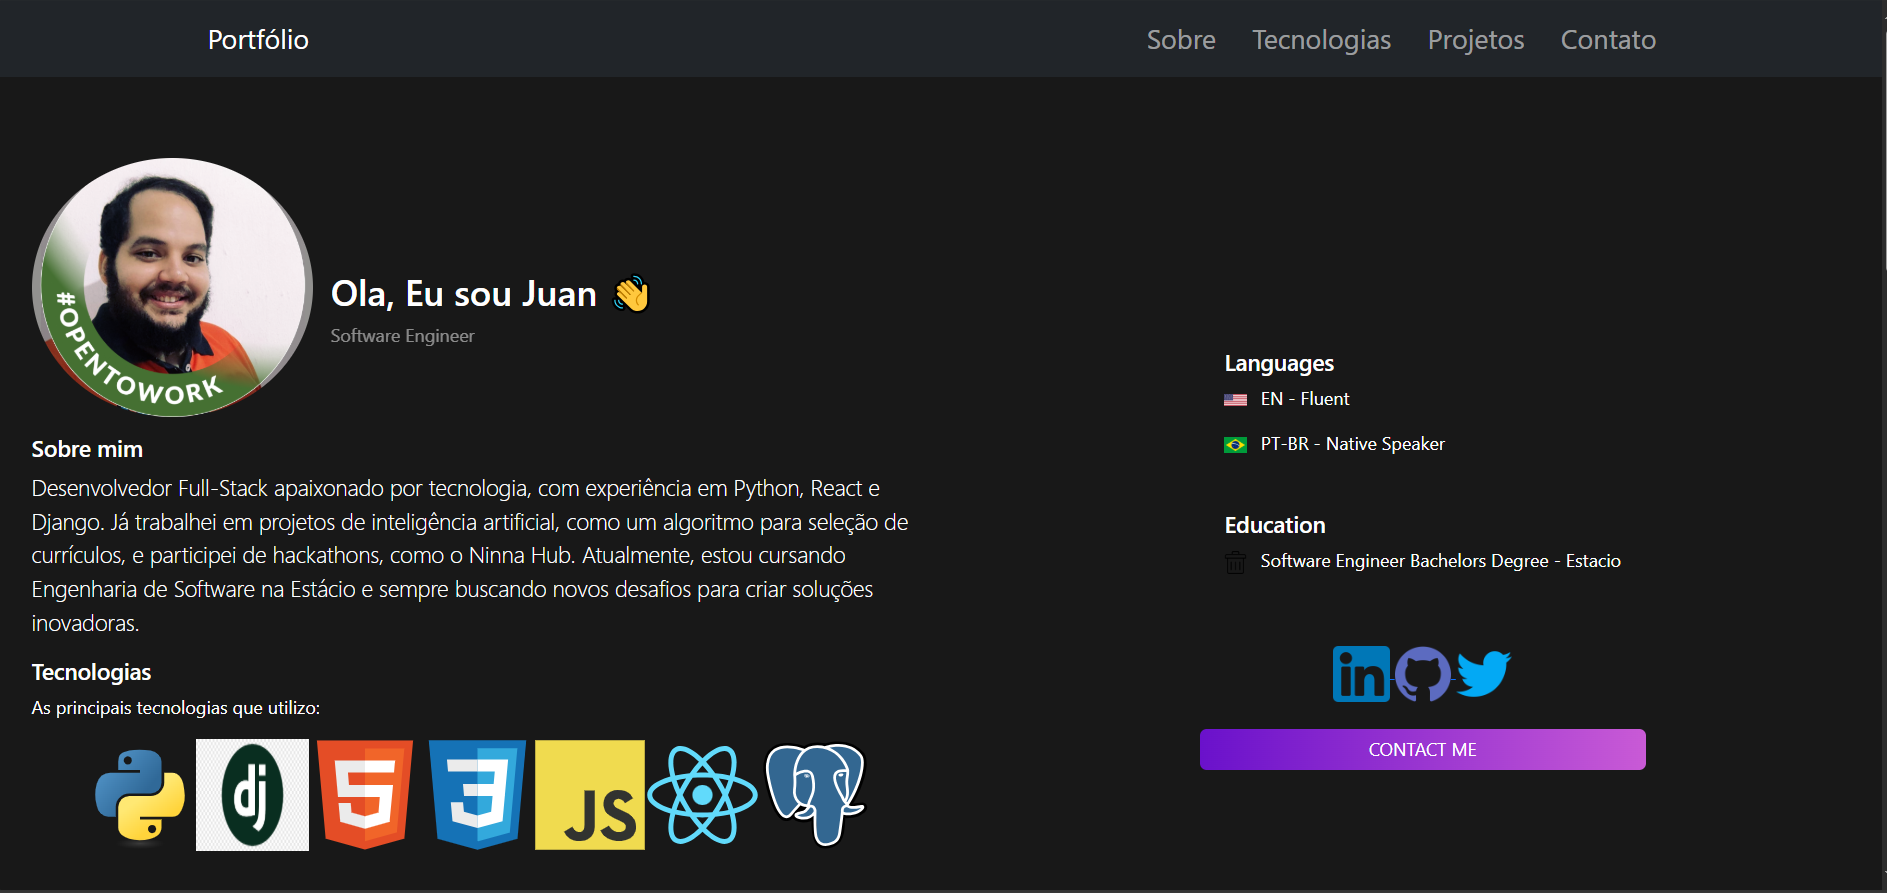 Portfólio
Sobre Tecnologias Projetos Contato
#OPENTOWORK
Ola, Eu sou Juan 👋
Software Engineer
Sobre mim
Desenvolvedor Full-Stack apaixonado por tecnologia, com experiência em Python, React e
Django. Já trabalhei em projetos de inteligência artificial, como um algoritmo para seleção de
currículos, e participei de hackathons, como o Ninna Hub. Atualmente, estou cursando
Engenharia de Software na Estácio e sempre buscando novos desafios para criar soluções
inovadoras.
Tecnologias
As principais tecnologias que utilizo:
dj
5
3
JS
Languages
EN - Fluent
PT-BR - Native Speaker
Education
Software Engineer Bachelors Degree - Estacio
in
CONTACT ME